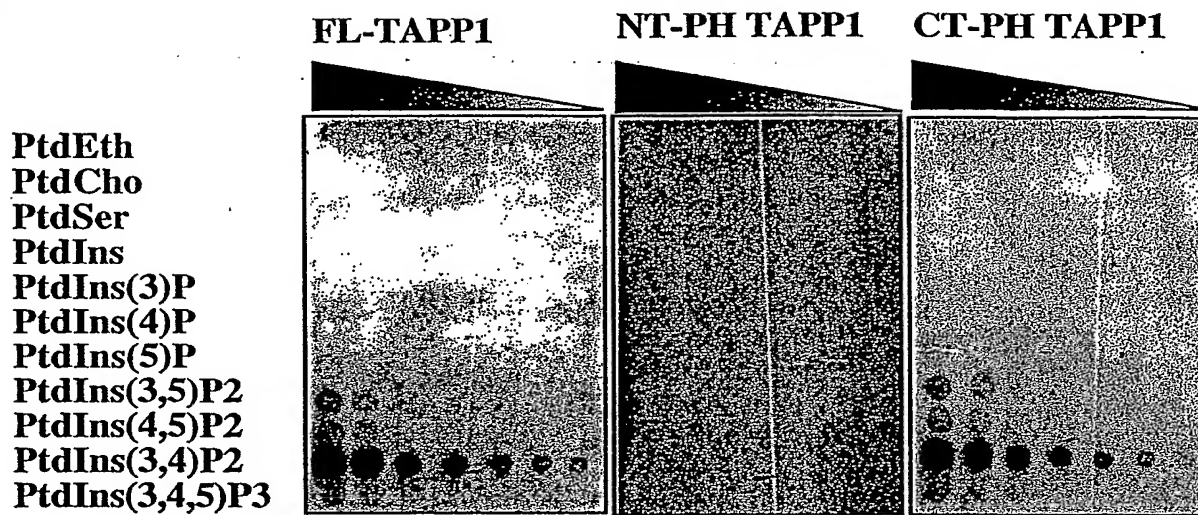 FL-TAPP1 NT-PH TAPP1 CT-PH TAPP1
PtdEth
PtdCho
PtdSer
PtdIns
PtdIns(3)P
PtdIns(4)P
PtdIns(5)P
PtdIns(3,5)P2
PtdIns(4,5)P2
PtdIns(3,4)P2
PtdIns(3,4,5)P3